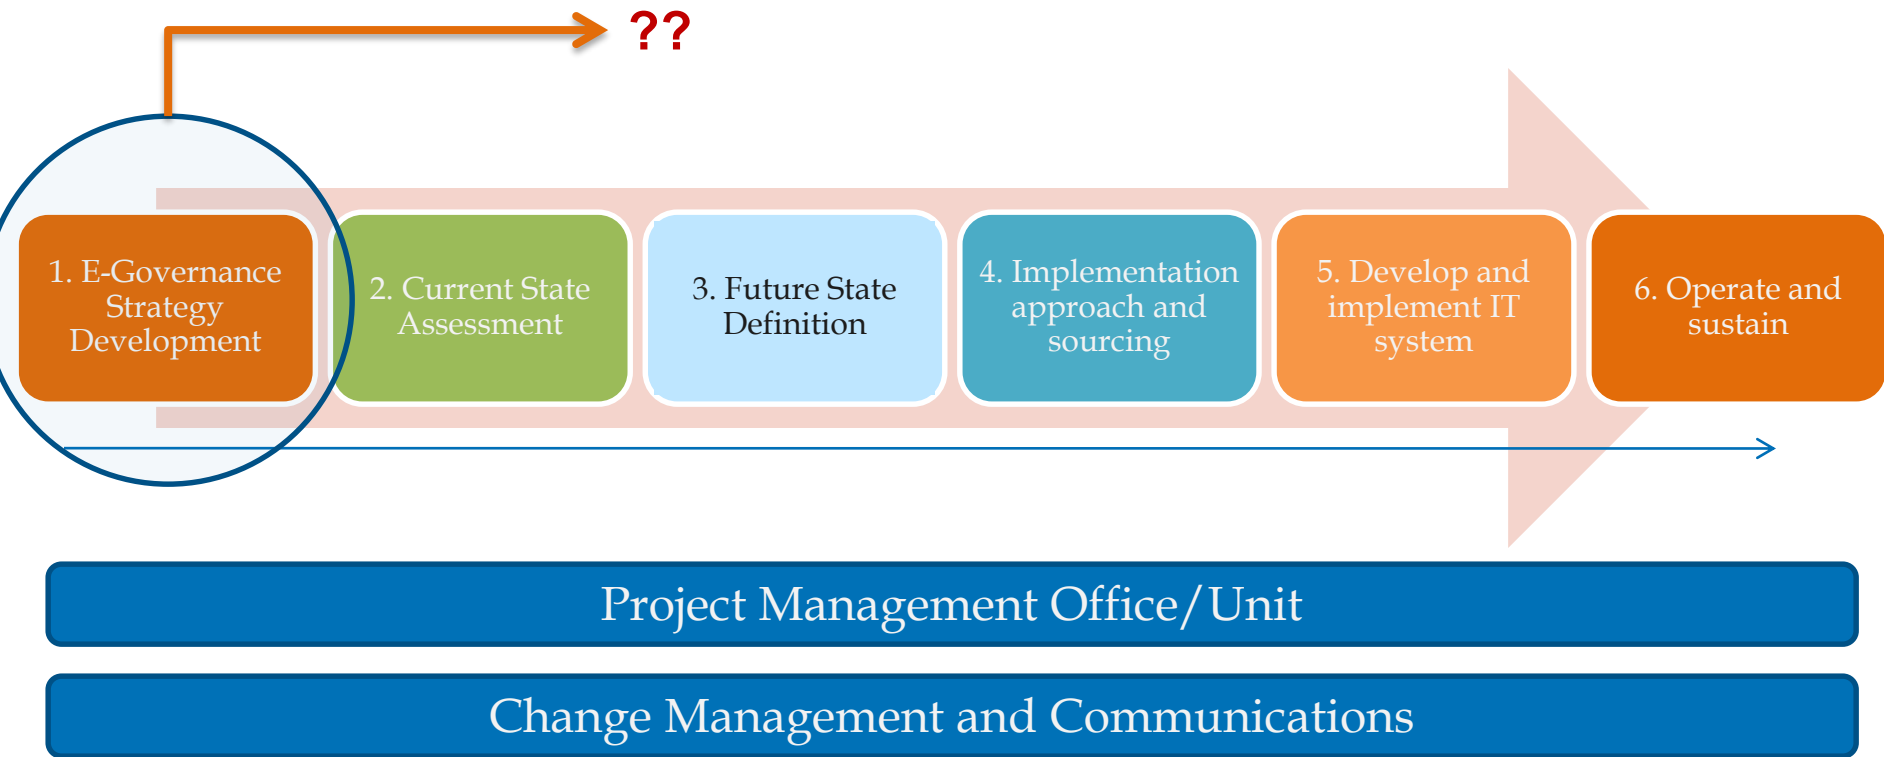 ??
1. E-Governance
Strategy
Development
2. Current State
Assessment
3. Future State
Definition
4. Implementation
approach and
sourcing
5. Develop and
implement IT
system
6. Operate and
sustain
Project Management Office/Unit
Change Management and Communications